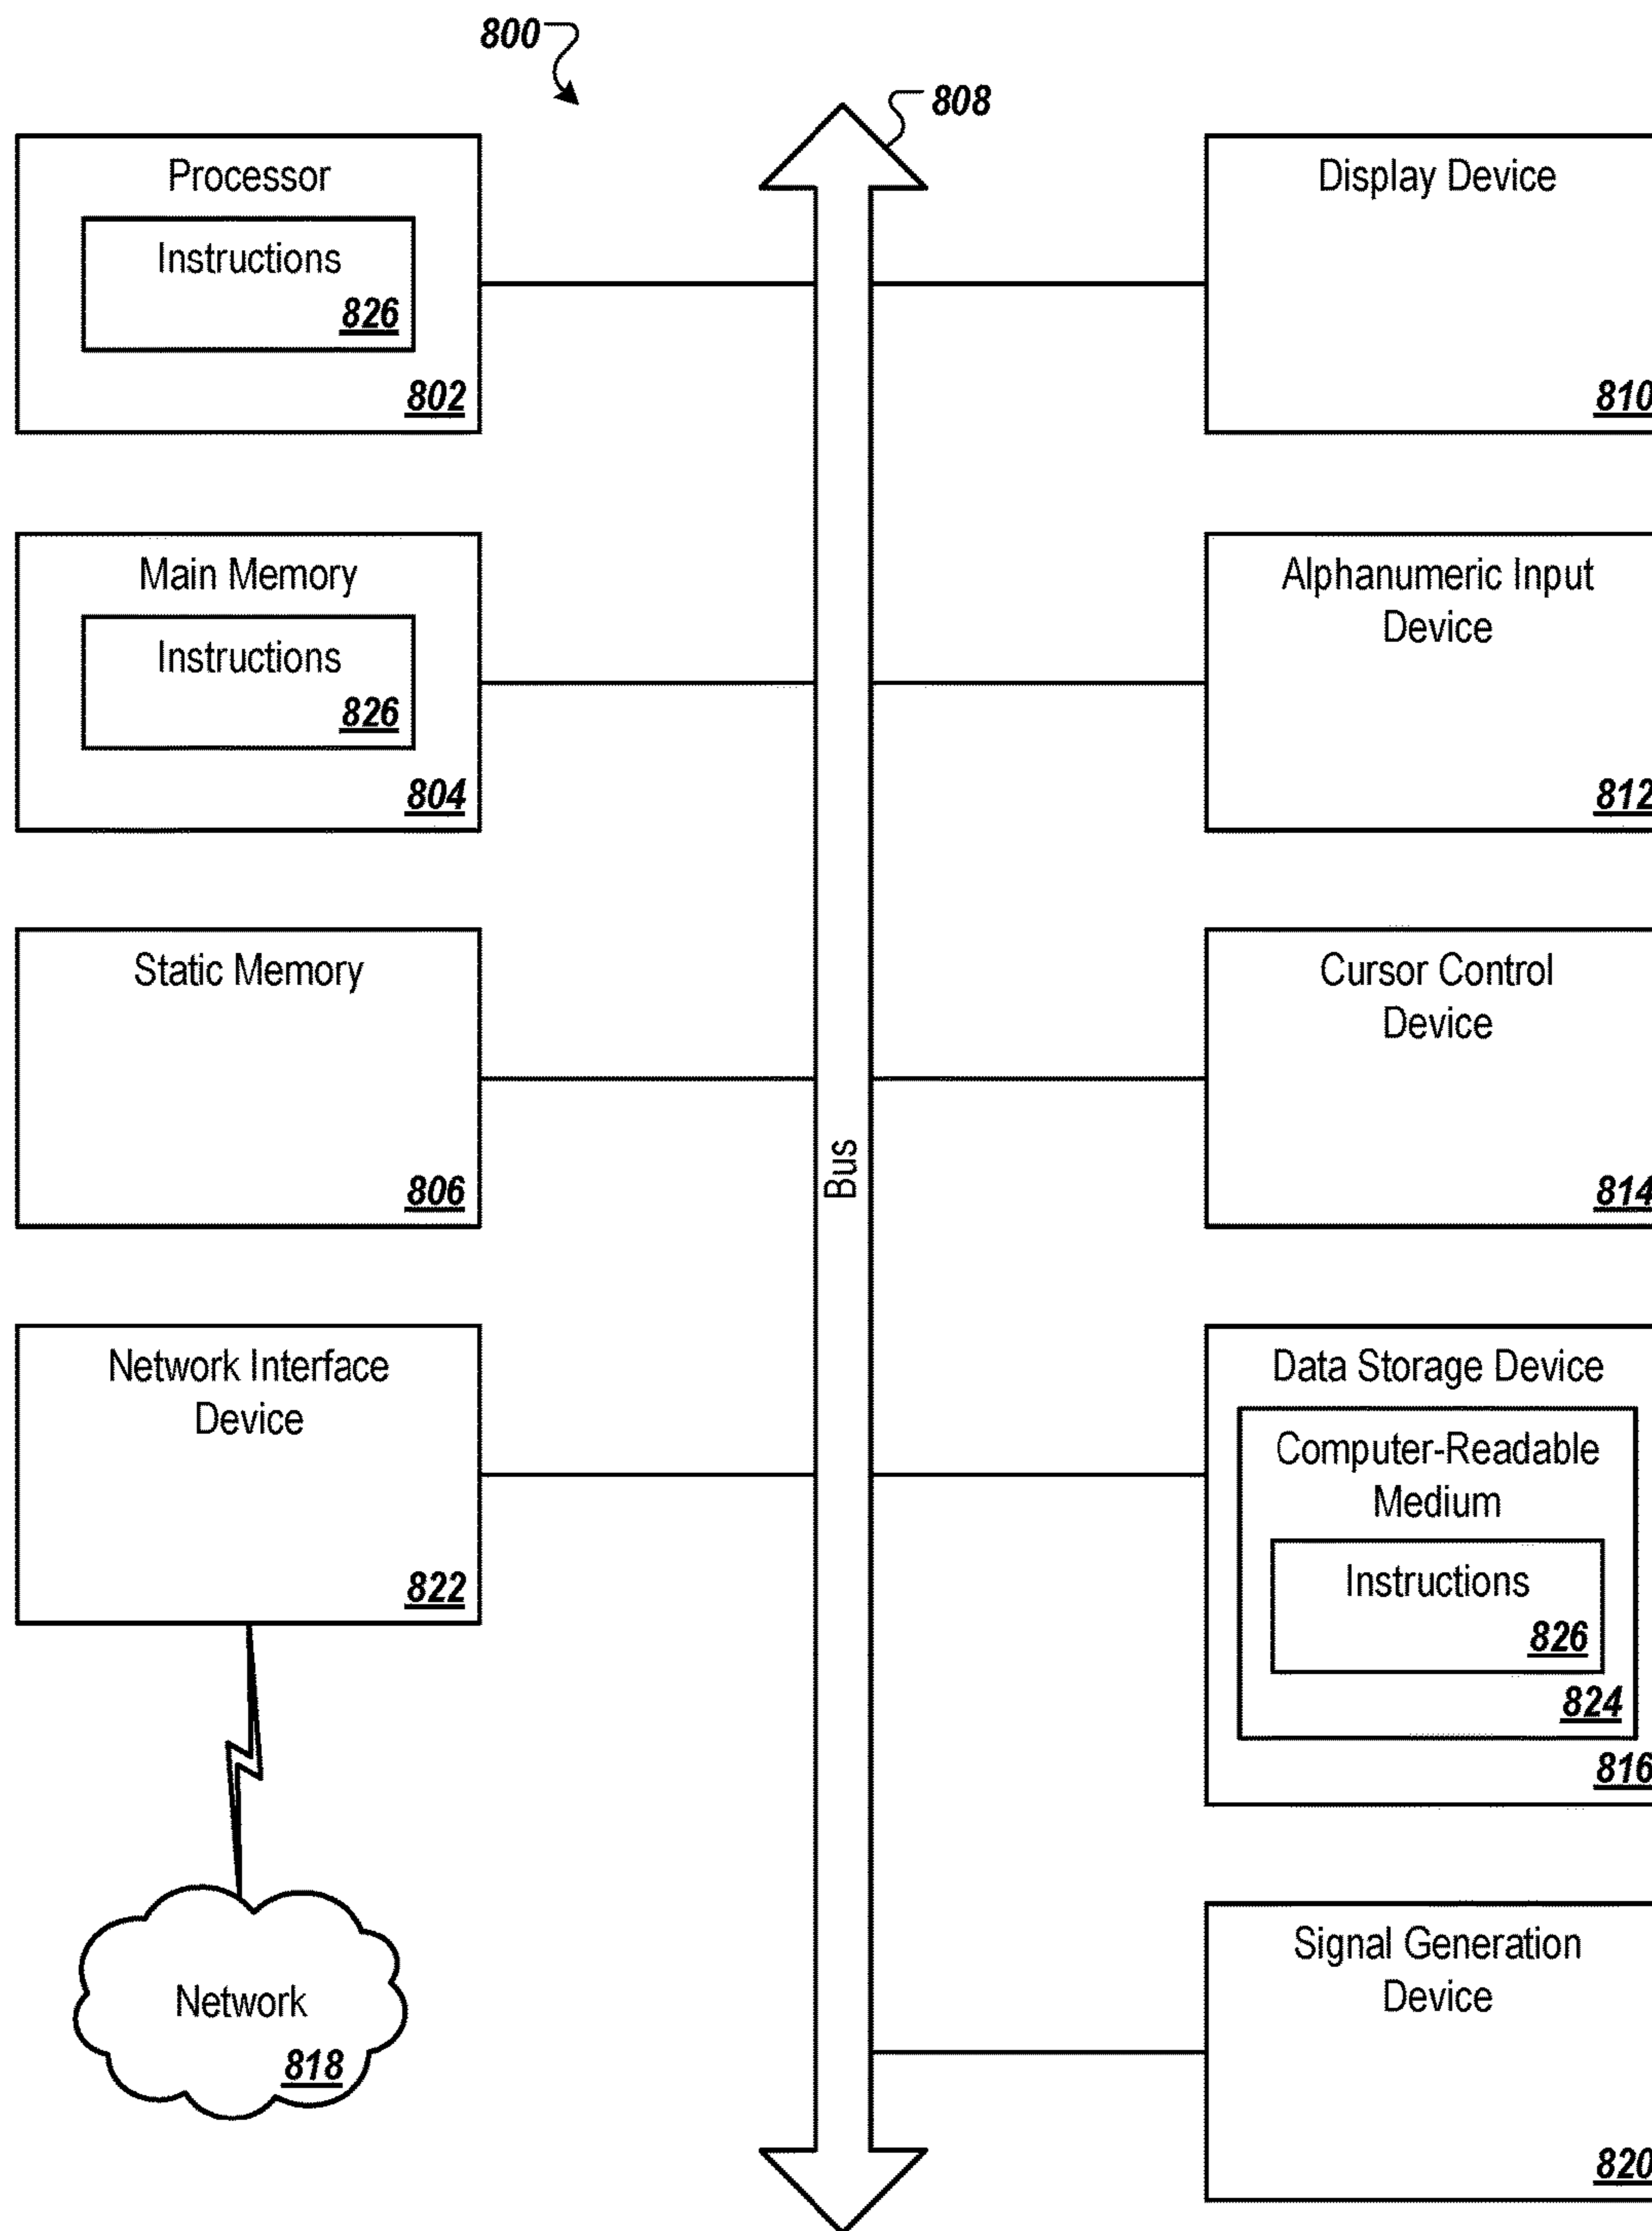 800
808
Processor
Instructions
826
802
Display Device
810
Main Memory
Instructions
826
804
Alphanumeric Input
Device
812
Static Memory
806
Cursor Control
Device
814
Bus
Network Interface
Device
822
Data Storage Device
Computer-Readable
Medium
Instructions
826
824
816
Network
818
Signal Generation
Device
820